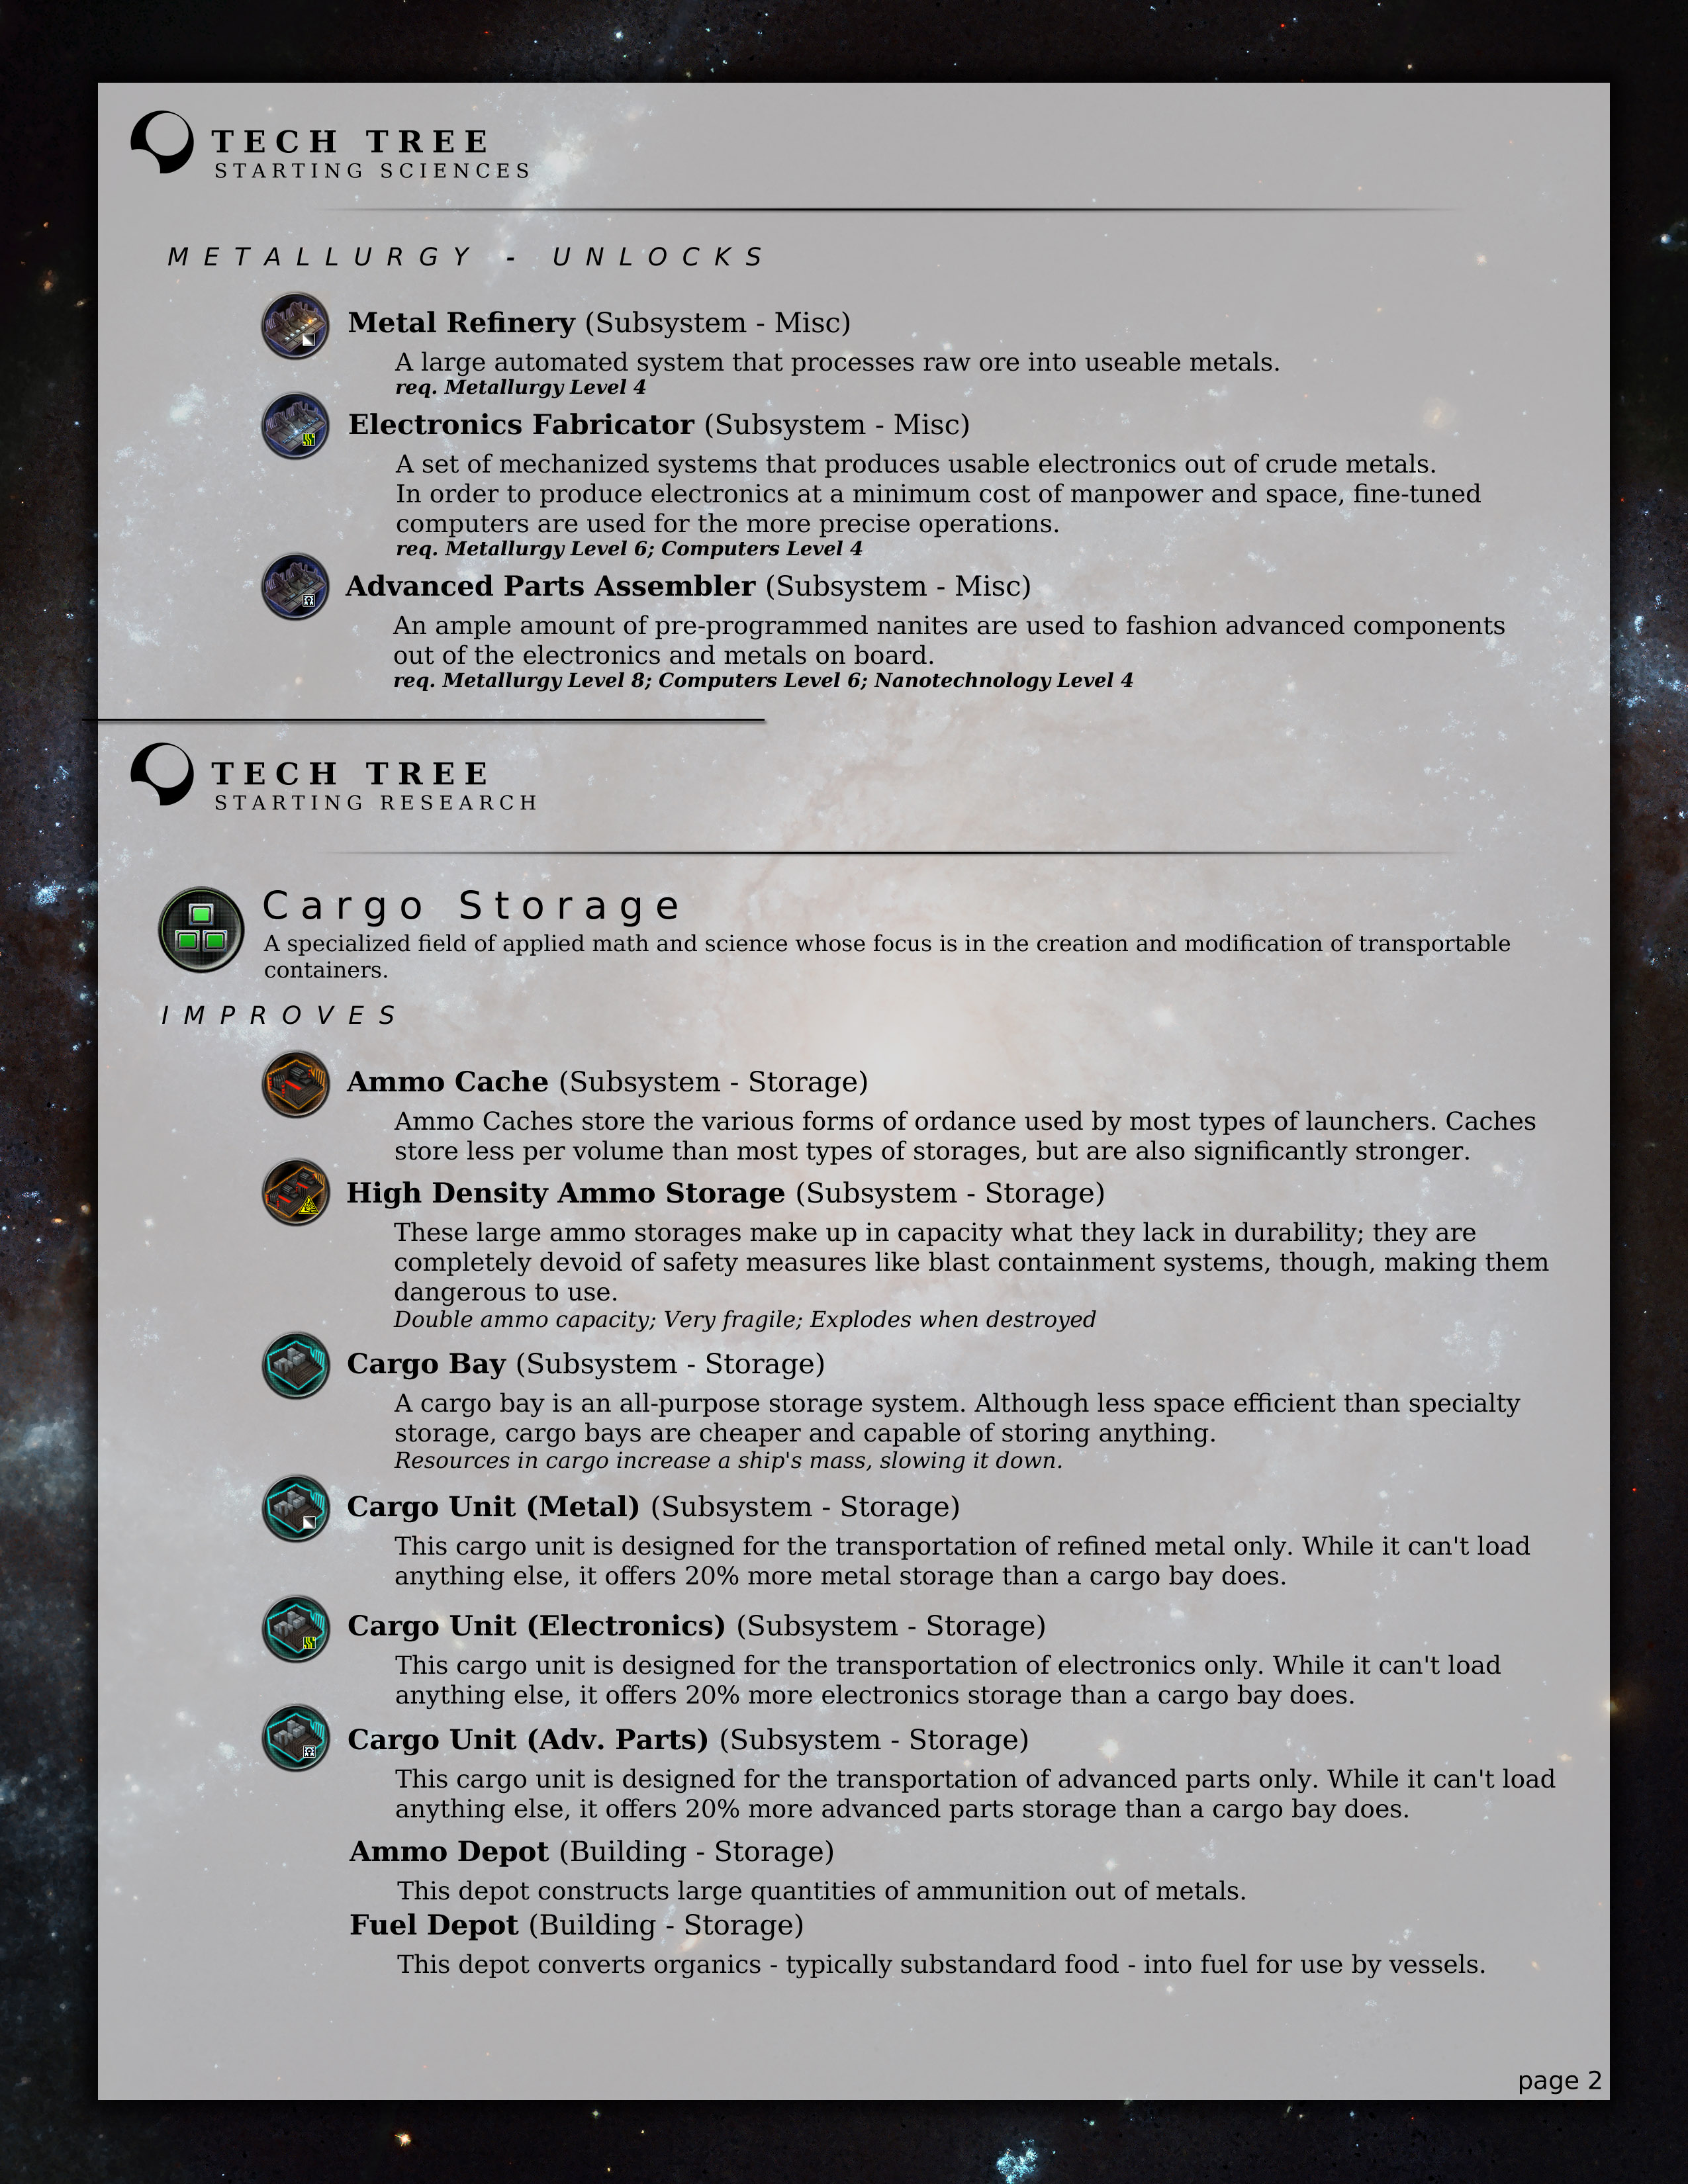 TECH TREE
STARTING SCIENCES
METALLURGY - UNLOCKS
Metal Refinery (Subsystem - Misc)
A large automated system that processes raw ore into useable metals.
req. Metallurgy Level 4
Electronics Fabricator (Subsystem - Misc)
A set of mechanized systems that produces usable electronics out of crude metals.
In order to produce electronics at a minimum cost of manpower and space, fine-tuned
computers are used for the more precise operations.
req. Metallurgy Level 6; Computers Level 4
Advanced Parts Assembler (Subsystem - Misc)
An ample amount of pre-programmed nanites are used to fashion advanced components
out of the electronics and metals on board.
req. Metallurgy Level 8; Computers Level 6; Nanotechnology Level 4
TECH TREE
STARTING RESEARCH
Cargo Storage
A specialized field of applied math and science whose focus is in the creation and modification of transportable
containers.
IMPROVES
Ammo Cache (Subsystem - Storage)
Ammo Caches store the various forms of ordance used by most types of launchers. Caches
store less per volume than most types of storages, but are also significantly stronger.
High Density Ammo Storage (Subsystem - Storage)
These large ammo storages make up in capacity what they lack in durability; they are
completely devoid of safety measures like blast containment systems, though, making them
dangerous to use.
Double ammo capacity; Very fragile; Explodes when destroyed
Cargo Bay (Subsystem - Storage)
A cargo bay is an all-purpose storage system. Although less space efficient than specialty
storage, cargo bays are cheaper and capable of storing anything.
Resources in cargo increase a ship's mass, slowing it down.
Cargo Unit (Metal) (Subsystem - Storage)
This cargo unit is designed for the transportation of refined metal only. While it can't load
anything else, it offers 20% more metal storage than a cargo bay does.
Cargo Unit (Electronics) (Subsystem - Storage)
This cargo unit is designed for the transportation of electronics only. While it can't load
anything else, it offers 20% more electronics storage than a cargo bay does.
Cargo Unit (Adv. Parts) (Subsystem - Storage)
This cargo unit is designed for the transportation of advanced parts only. While it can't load
anything else, it offers 20% more advanced parts storage than a cargo bay does.
Ammo Depot (Building - Storage)
This depot constructs large quantities of ammunition out of metals.
Fuel Depot (Building - Storage)
This depot converts organics - typically substandard food - into fuel for use by vessels.
page 2